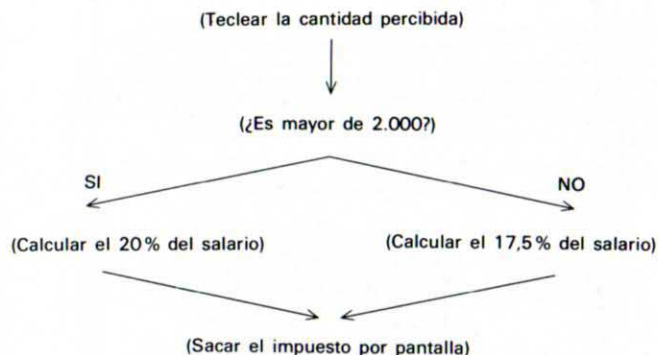 (Teclear la cantidad percibida)
(¿Es mayor de 2.000?)
SI
NO
(Calcular el 20% del salario)
(Calcular el 17,5% del salario)
(Sacar el impuesto por pantalla)